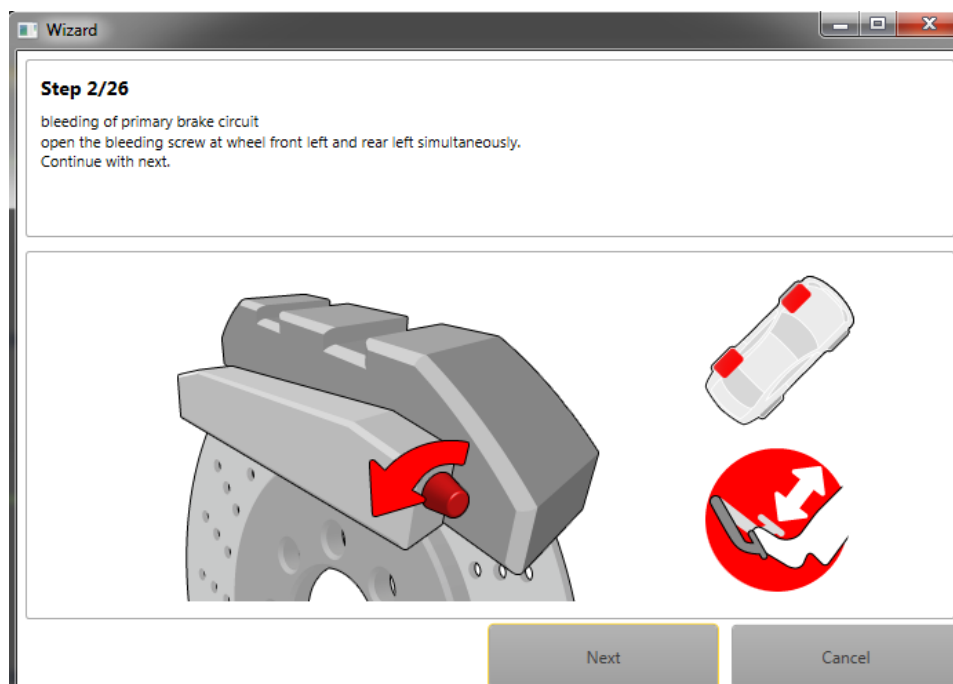 Wizard
Step 2/26
bleeding of primary brake circuit
open the bleeding screw at wheel front left and rear left simultaneously.
Continue with next.
Next
Cancel